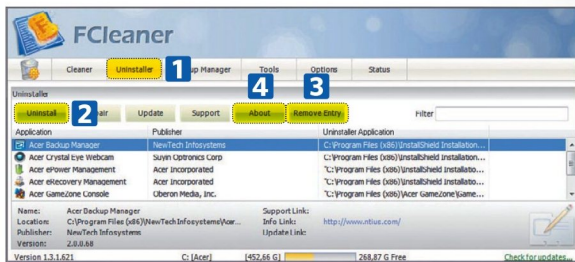 FCleaner
Cleaner Uninstaller 1 up Manager Tools Options Status
4 3
Uninstaller
Uninstall 2 air Update Support About Remove Entry Filter
Application Publisher Uninstaller Application
Acer Backup Manager NewTech Infosystems C:\Program Files (x86)\InstallShield Installation...
Acer Crystal Eye Webcam Suyin Optronics Corp C:\Program Files (x86)\InstallShield Installatio...
Acer ePower Management Acer Incorporated "C:\Program Files (x86)\InstallShield Installatio...
Acer eRecovery Management Acer Incorporated "C:\Program Files (x86)\InstallShield Installatio...
Acer GameZone Console Oberon Media, Inc. "C:\Program Files (x86)\Acer GameZone\Game...
Name: Acer Backup Manager Support Link:
Location: C:\Program Files (x86)\NewTech Infosystems\Acer... Info Link: http://www.ntius.com/
Publisher: NewTech Infosystems Update Link:
Version: 2.0.0.68
Version 1.3.1.621 C: [Acer] [452,66 G] 268,87 G Free Check for updates...